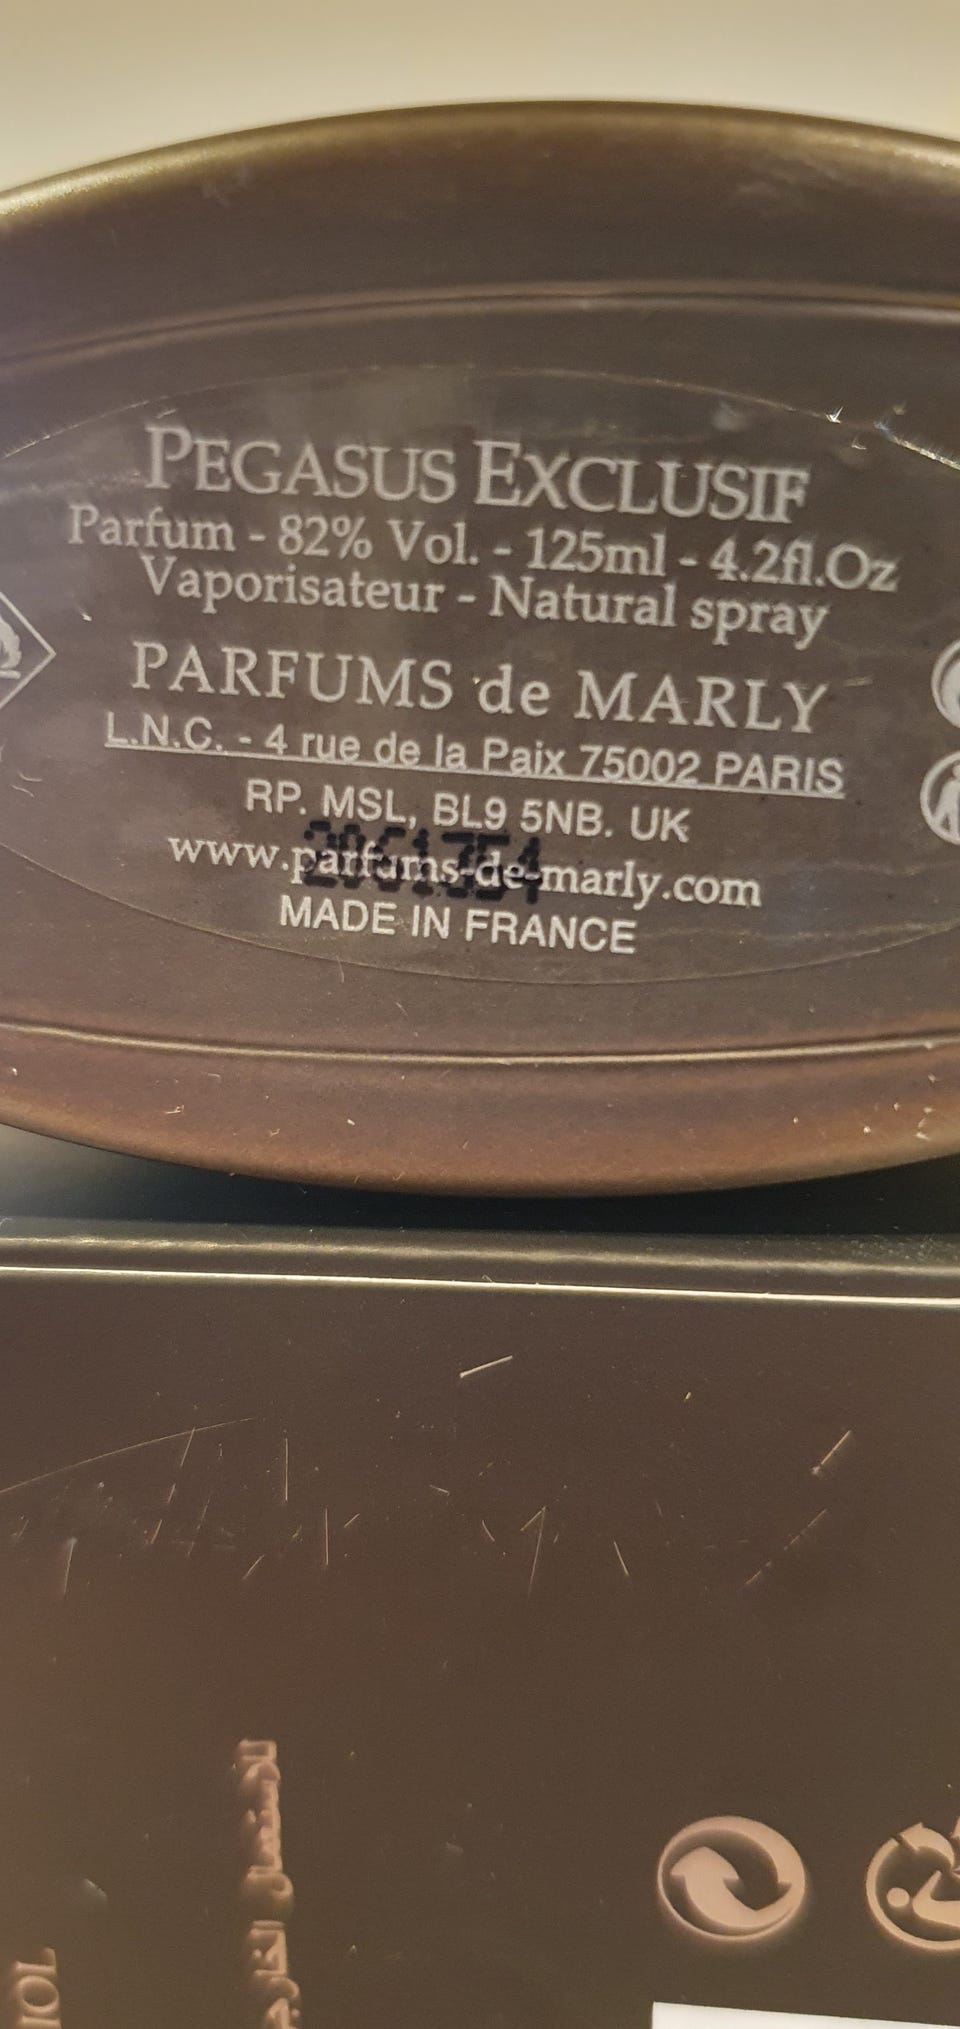 PEGASUS EXCLUSIF
Parfum - 82% Vol. - 125ml - 4.2fl.Oz
Vaporisateur - Natural spray
PARFUMS de MARLY
L.N.C. - 4 rue de la Paix 75002 PARIS
RP. MSL, BL9 5NB. UK
www.parfums-de-marly.com
MADE IN FRANCE